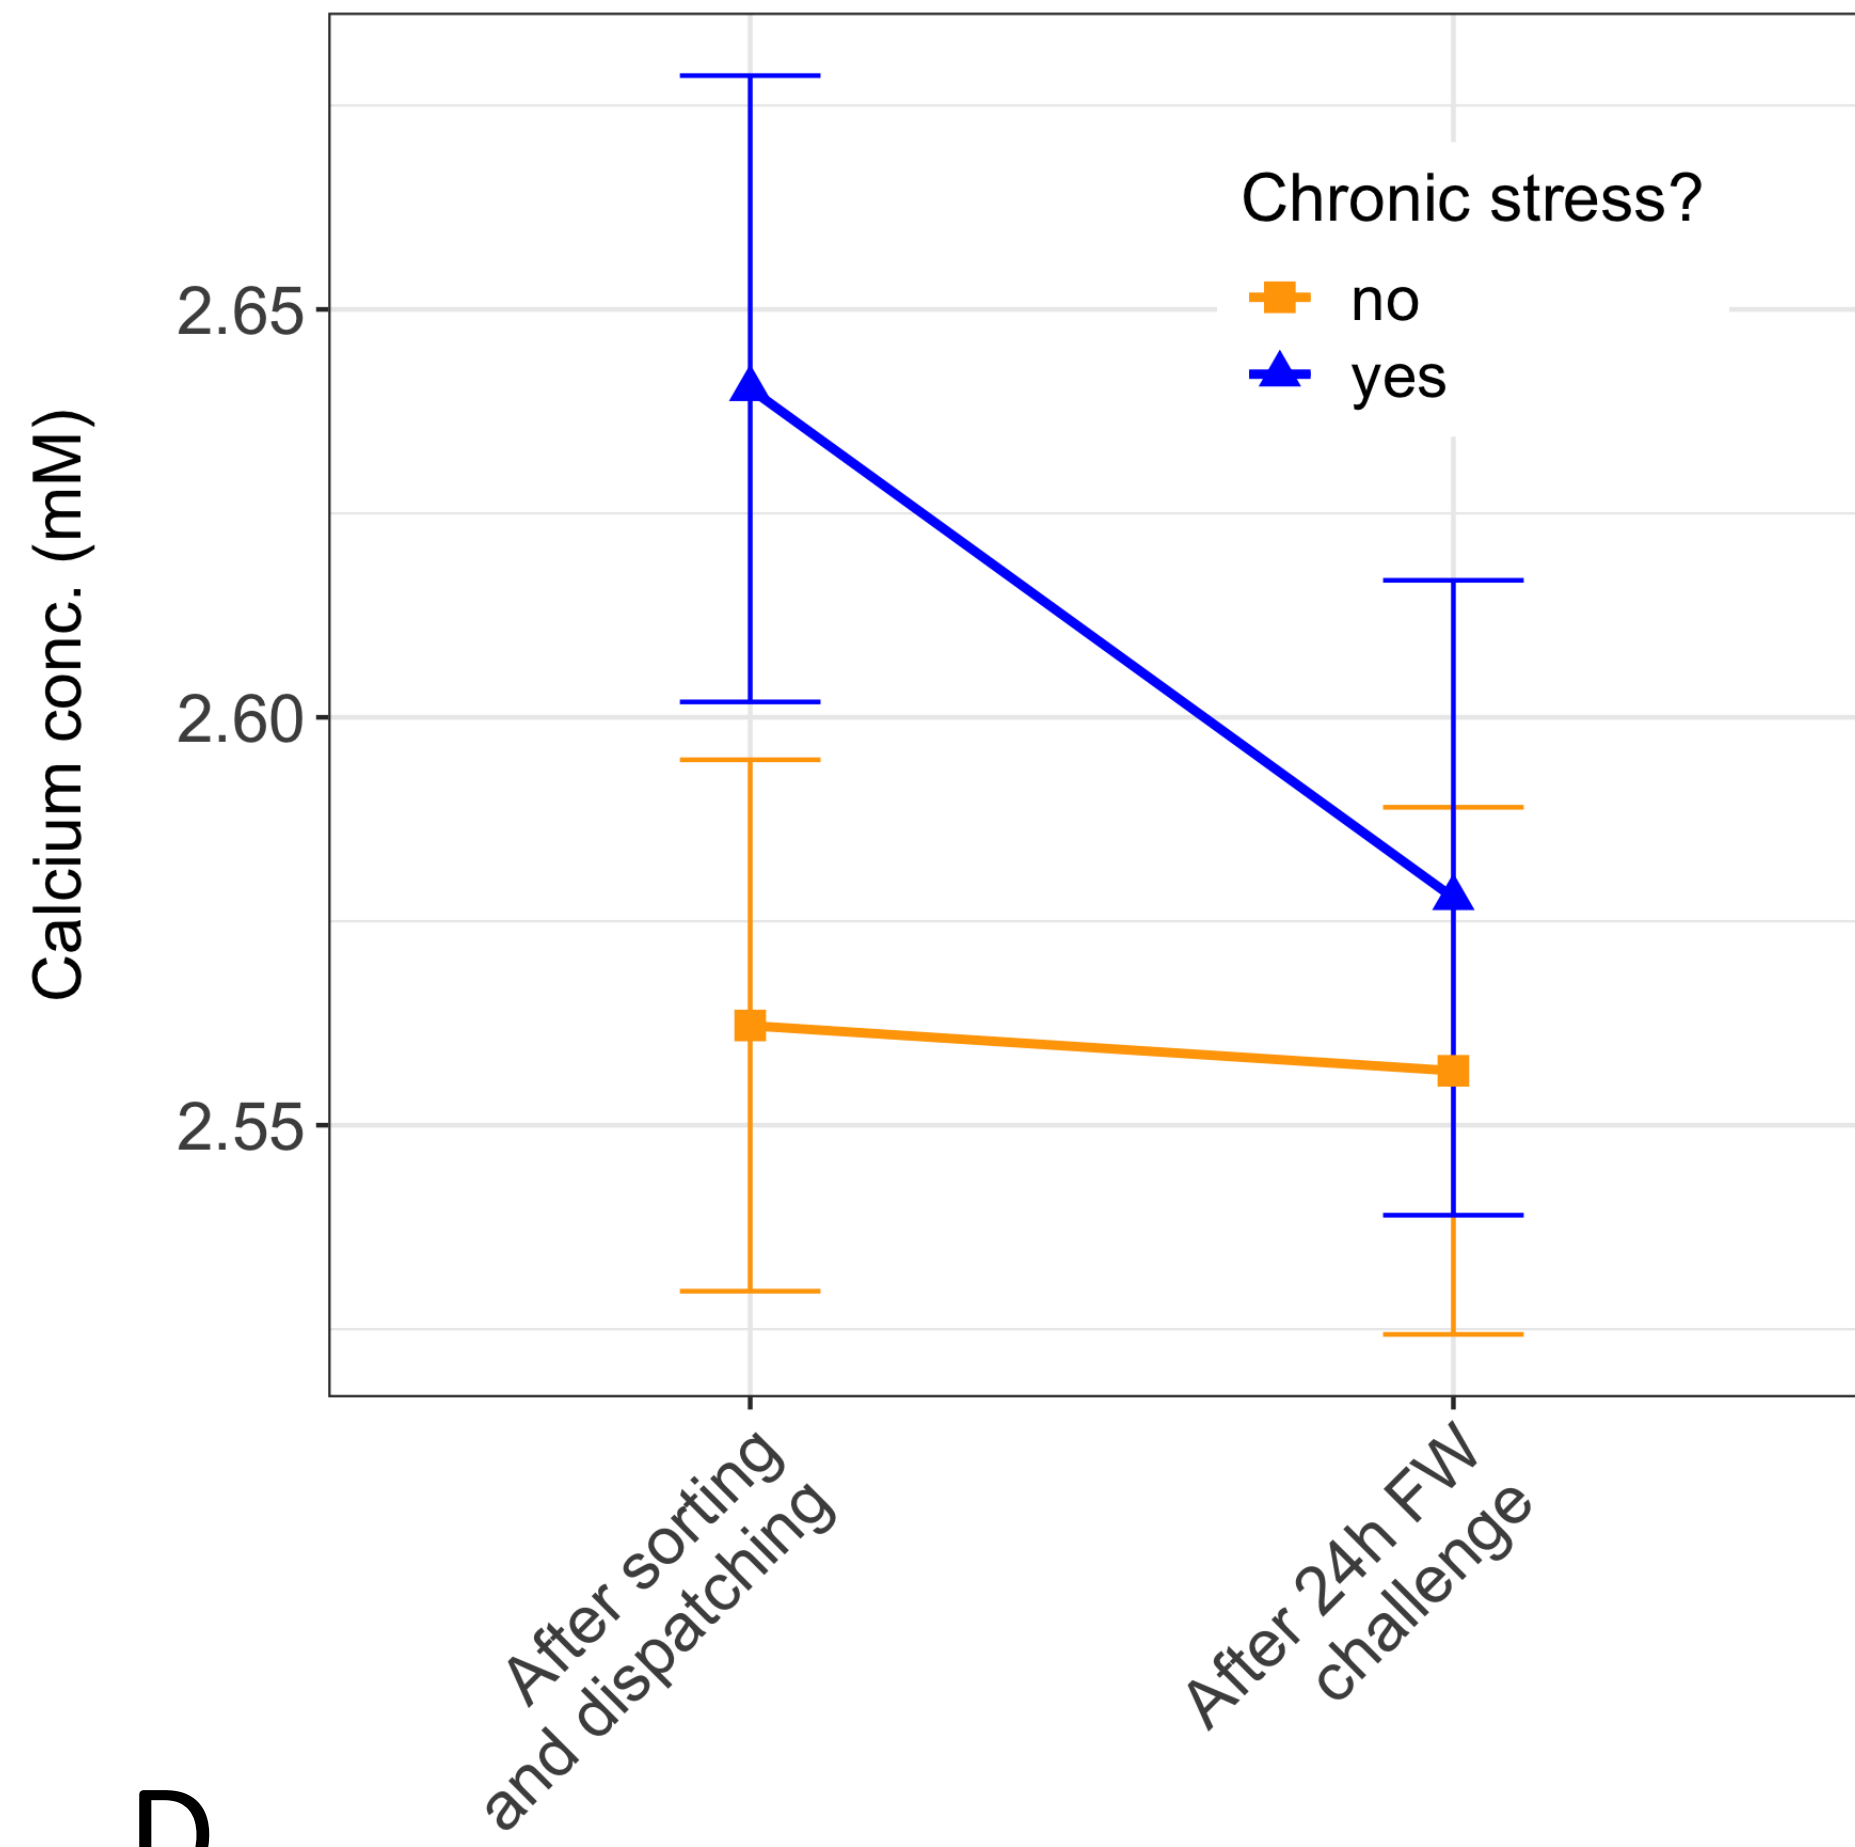 Calcium conc. (mM)
2.65
2.60
2.55
Chronic stress?
no
yes
After sorting
and dispatching
After 24h FW
challenge
D